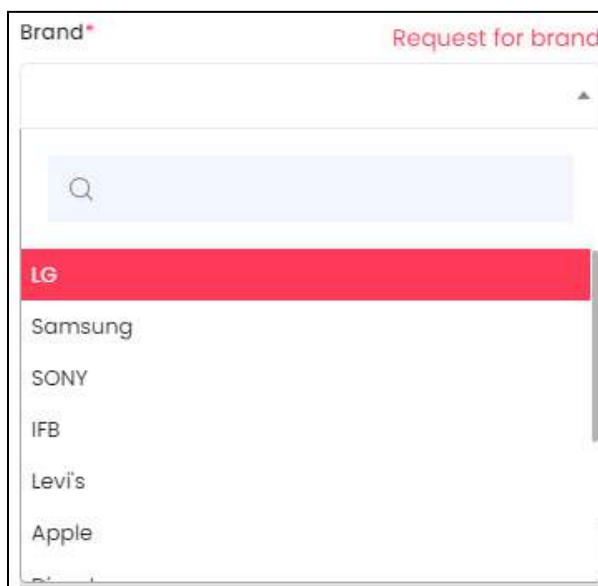 Brand*
Request for brand
LG
Samsung
SONY
IFB
Levi's
Apple